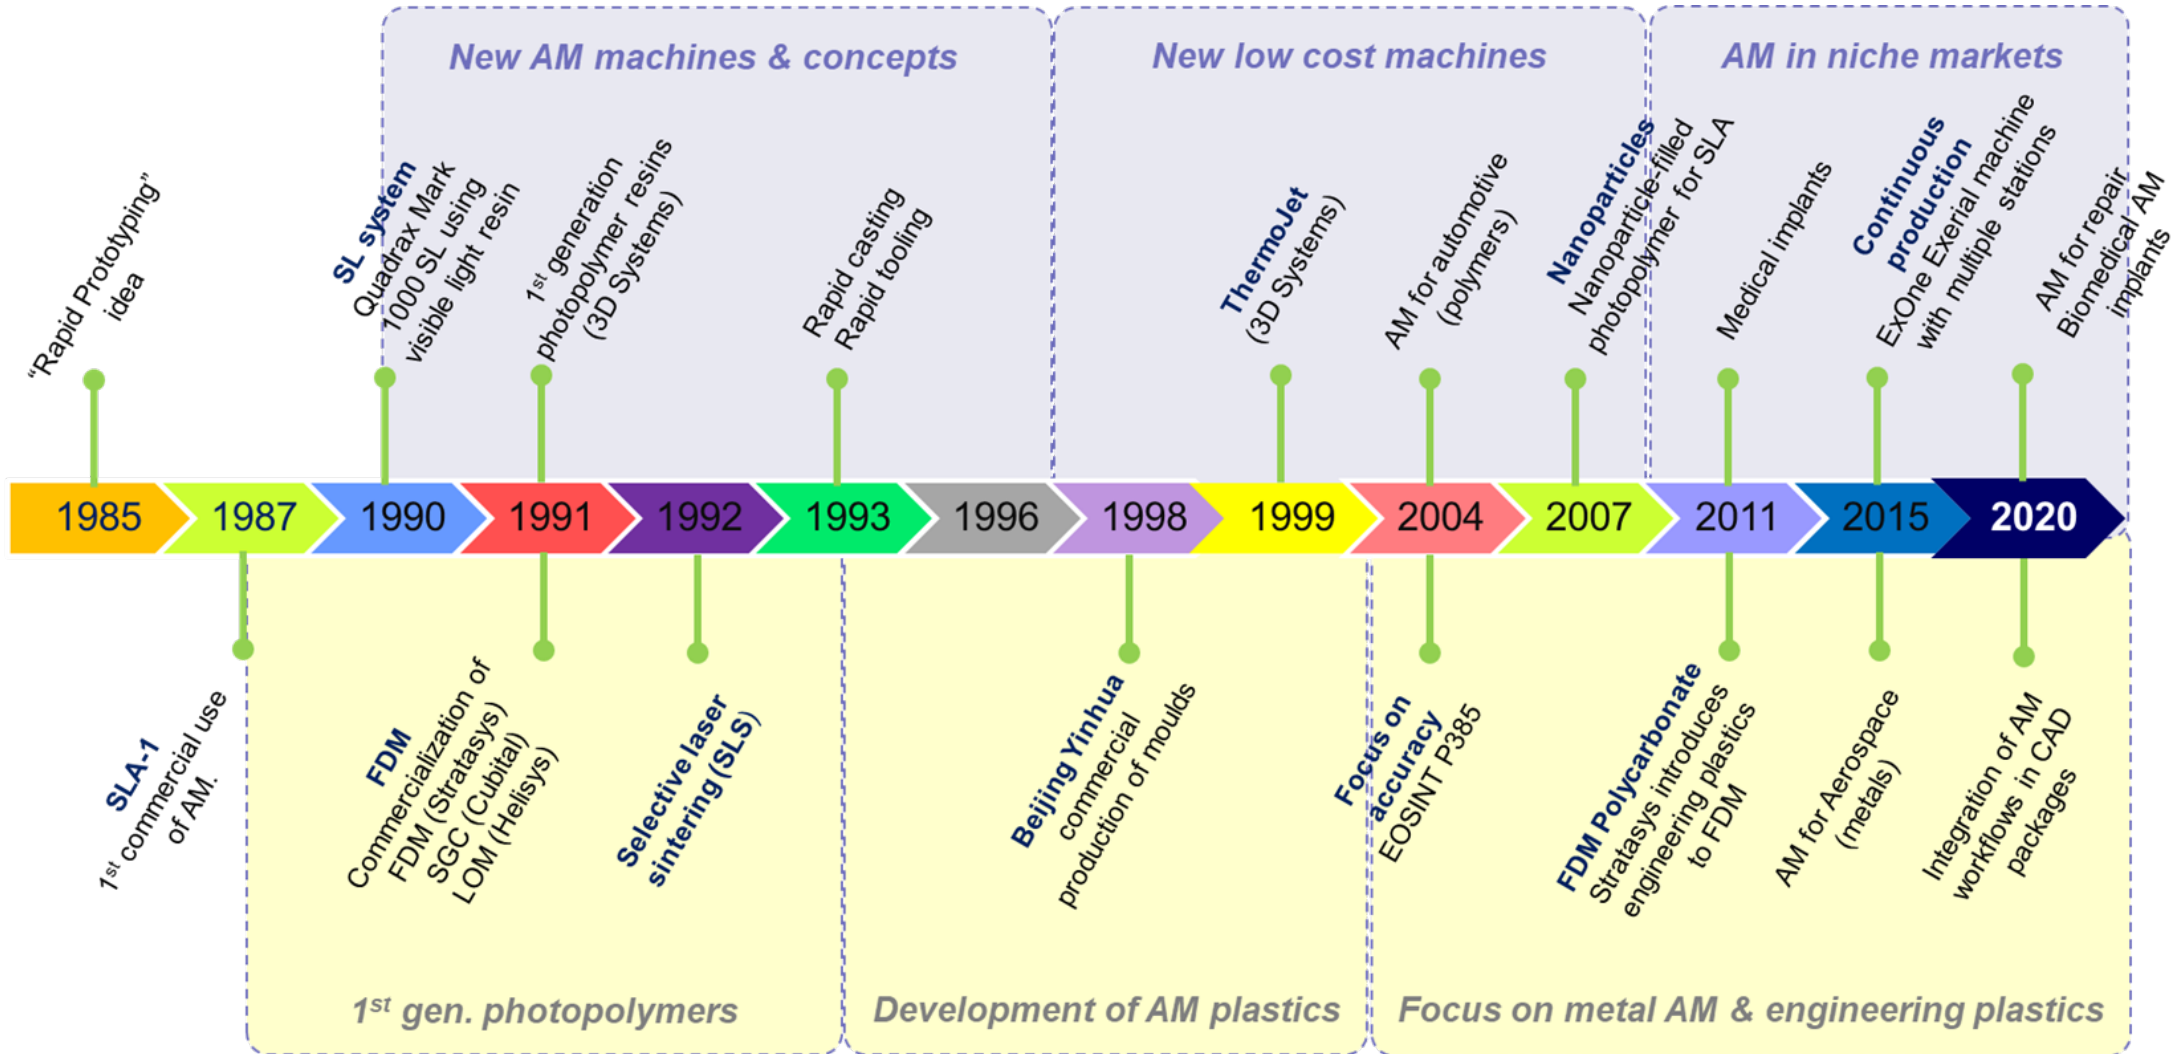 New AM machines & concepts
New low cost machines
AM in niche markets
“Rapid Prototyping”
idea
SL system
Quadrax Mark
1000 SL using
visible light resin
1st generation
photopolymer resins
(3D Systems)
Rapid casting
Rapid tooling
ThermoJet
(3D Systems)
AM for automotive
(polymers)
Nanoparticles
Nanoparticle-filled
photopolymer for SLA
Medical implants
Continuous
production
ExOne Exerial machine
with multiple stations
AM for repair
Biomedical AM
implants
1985
1987
1990
1991
1992
1993
1996
1998
1999
2004
2007
2011
2015
2020
SLA-1
1st commercial use
of AM.
FDM
Commercialization of
FDM (Stratasys)
SGC (Cubital)
LOM (Helisys)
Selective laser
sintering (SLS)
Beijing Yinhua
commercial
production of moulds
Focus on
accuracy
EOSINT P385
FDM Polycarbonate
Stratasys introduces
engineering plastics
to FDM
AM for Aerospace
(metals)
Integration of AM
workflows in CAD
packages
1st gen. photopolymers
Development of AM plastics
Focus on metal AM & engineering plastics